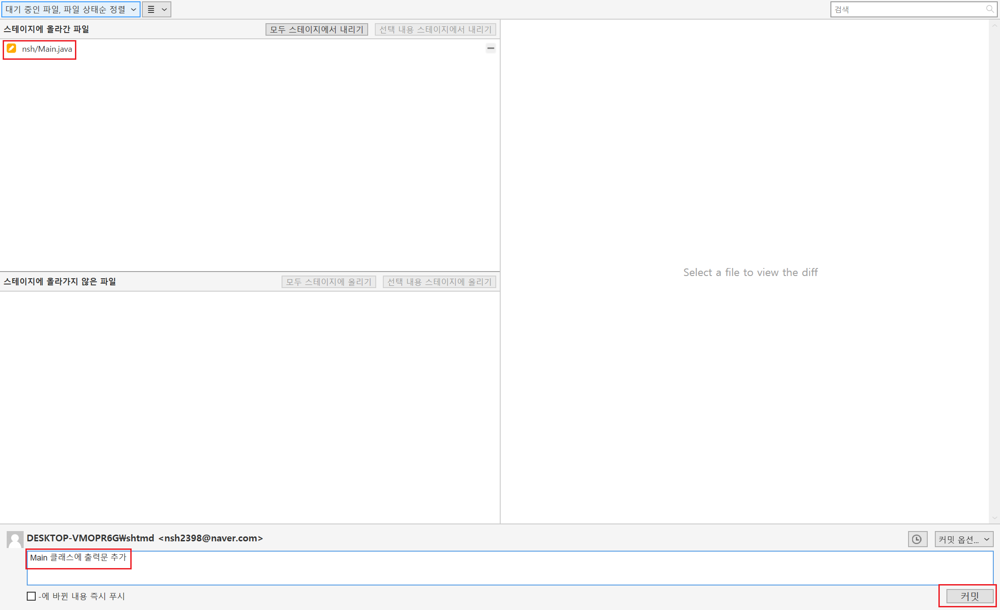 대기 중인 파일, 파일 상태순 정렬
검색
스테이지에 올라간 파일
모두 스테이지에서 내리기
선택 내용 스테이지에서 내리기
nsh/Main.java
Select a file to view the diff
스테이지에 올라가지 않은 파일
모두 스테이지에 올리기
선택 내용 스테이지에 올리기
DESKTOP-VMOPR6G₩shtmd <nsh2398@naver.com>
커밋 옵션...
Main 클래스에 출력문 추가
-에 바뀐 내용 즉시 푸시
커밋